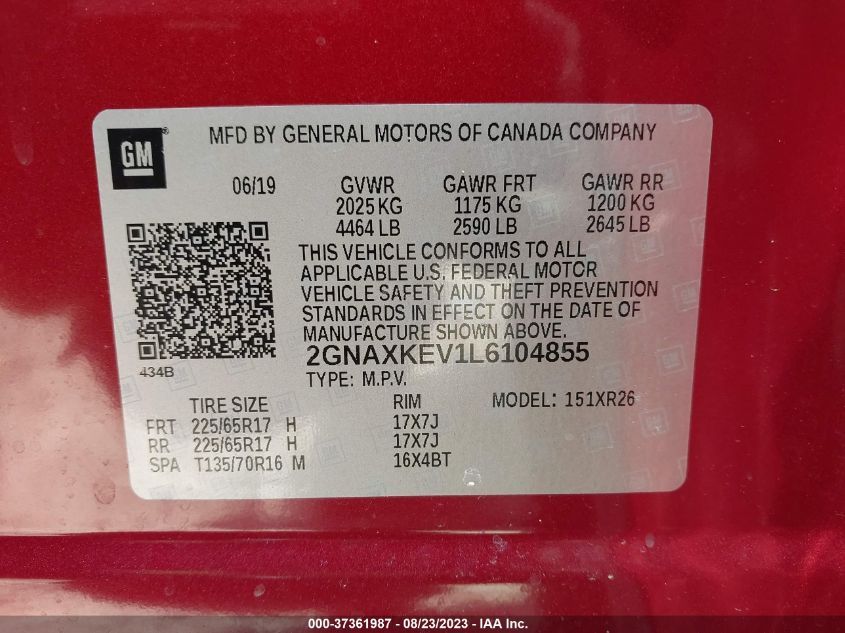 GM
®
MFD BY GENERAL MOTORS OF CANADA COMPANY
06/19 GVWR GAWR FRT GAWR RR
2025 KG 1175 KG 1200 KG
4464 LB 2590 LB 2645 LB
THIS VEHICLE CONFORMS TO ALL
APPLICABLE U.S. FEDERAL MOTOR
VEHICLE SAFETY AND THEFT PREVENTION
STANDARDS IN EFFECT ON THE DATE OF
MANUFACTURE SHOWN ABOVE.
2GNAXKEV1L6104855
434B
TYPE: M.P.V.
TIRE SIZE RIM MODEL: 151XR26
FRT 225/65R17 H 17X7J
RR 225/65R17 H 17X7J
SPA T135/70R16 M 16X4BT
000-37361987 - 08/23/2023 - IAA Inc.